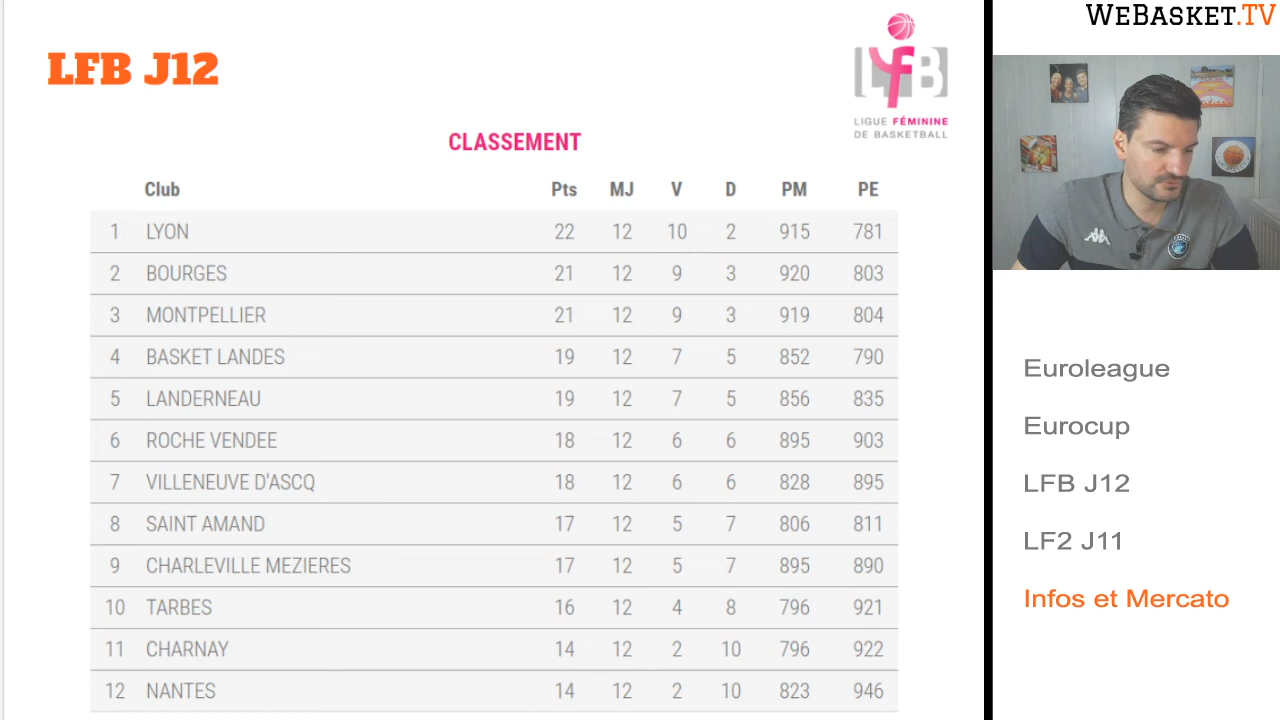 LFB J12
LFB
LIGUE FÉMININE
DE BASKETBALL
CLASSEMENT
Club Pts MJ V D PM PE
1 LYON 22 12 10 2 915 781
2 BOURGES 21 12 9 3 920 803
3 MONTPELLIER 21 12 9 3 919 804
4 BASKET LANDES 19 12 7 5 852 790
5 LANDERNEAU 19 12 7 5 856 835
6 ROCHE VENDEE 18 12 6 6 895 903
7 VILLENEUVE D'ASCQ 18 12 6 6 828 895
8 SAINT AMAND 17 12 5 7 806 811
9 CHARLEVILLE MEZIERES 17 12 5 7 895 890
10 TARBES 16 12 4 8 796 921
11 CHARNAY 14 12 2 10 796 922
12 NANTES 14 12 2 10 823 946
WEBASKET.TV
Euroleague
Eurocup
LFB J12
LF2 J11
Infos et Mercato